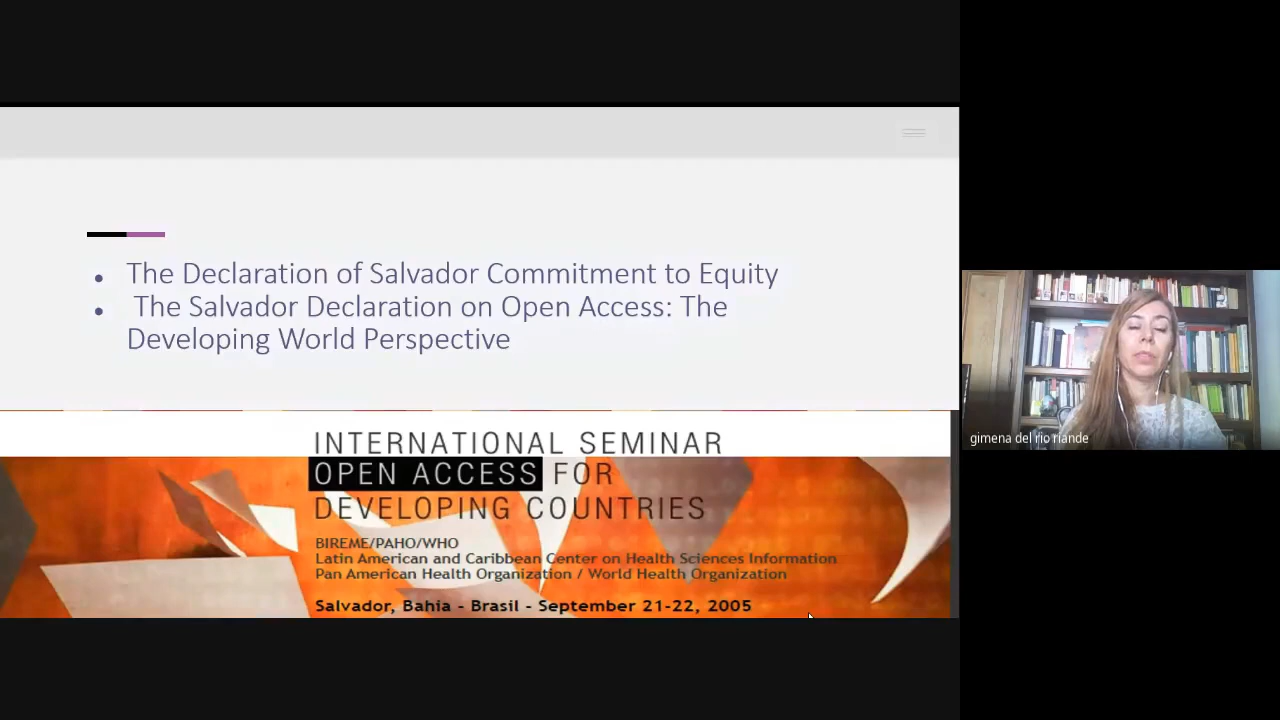 The Declaration of Salvador Commitment to Equity
The Salvador Declaration on Open Access: The
Developing World Perspective
INTERNATIONAL SEMINAR
OPEN ACCESS FOR
DEVELOPING COUNTRIES
BIREME/PAHO/WHO
Latin American and Caribbean Center on Health Sciences Information
Pan American Health Organization / World Health Organization
Salvador, Bahia - Brasil - September 21-22, 2005
gimena del rio riande